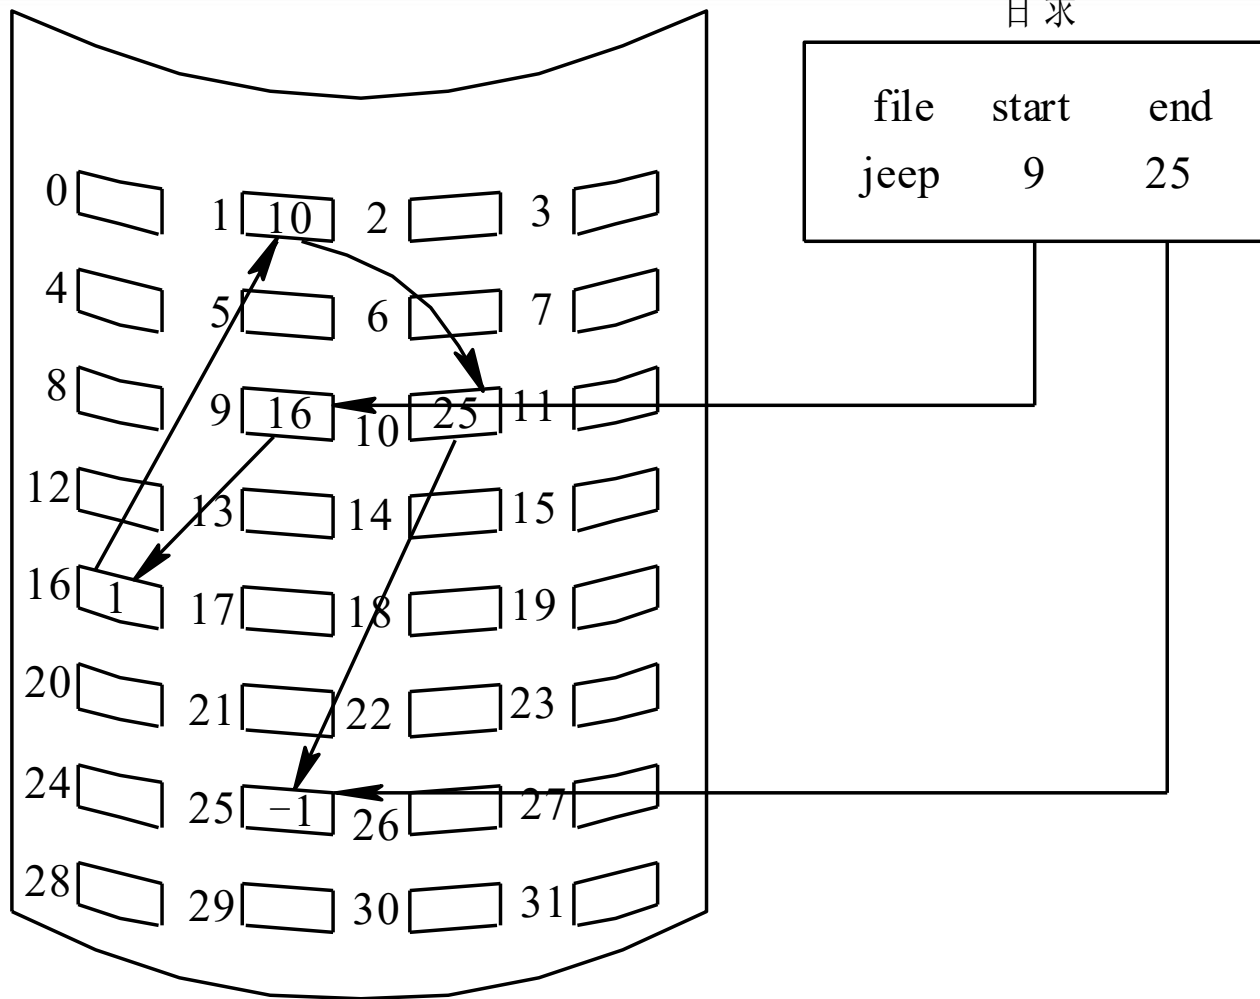 目录
file start end
jeep 9 25
0 1 10 2 3
4 5 6 7
8 9 16 10 25 11
12 13 14 15
16 1 17 18 19
20 21 22 23
24 25 −1 26 27
28 29 30 31